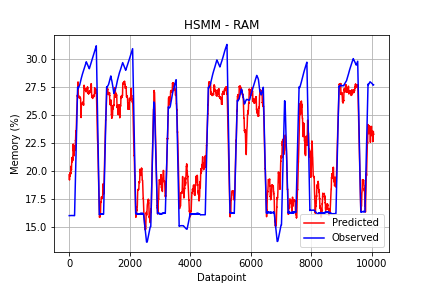 HSMM - RAM
Memory (%)
30.0
27.5
25.0
22.5
20.0
17.5
15.0
Predicted
Observed
0
2000
4000
6000
8000
10000
Datapoint